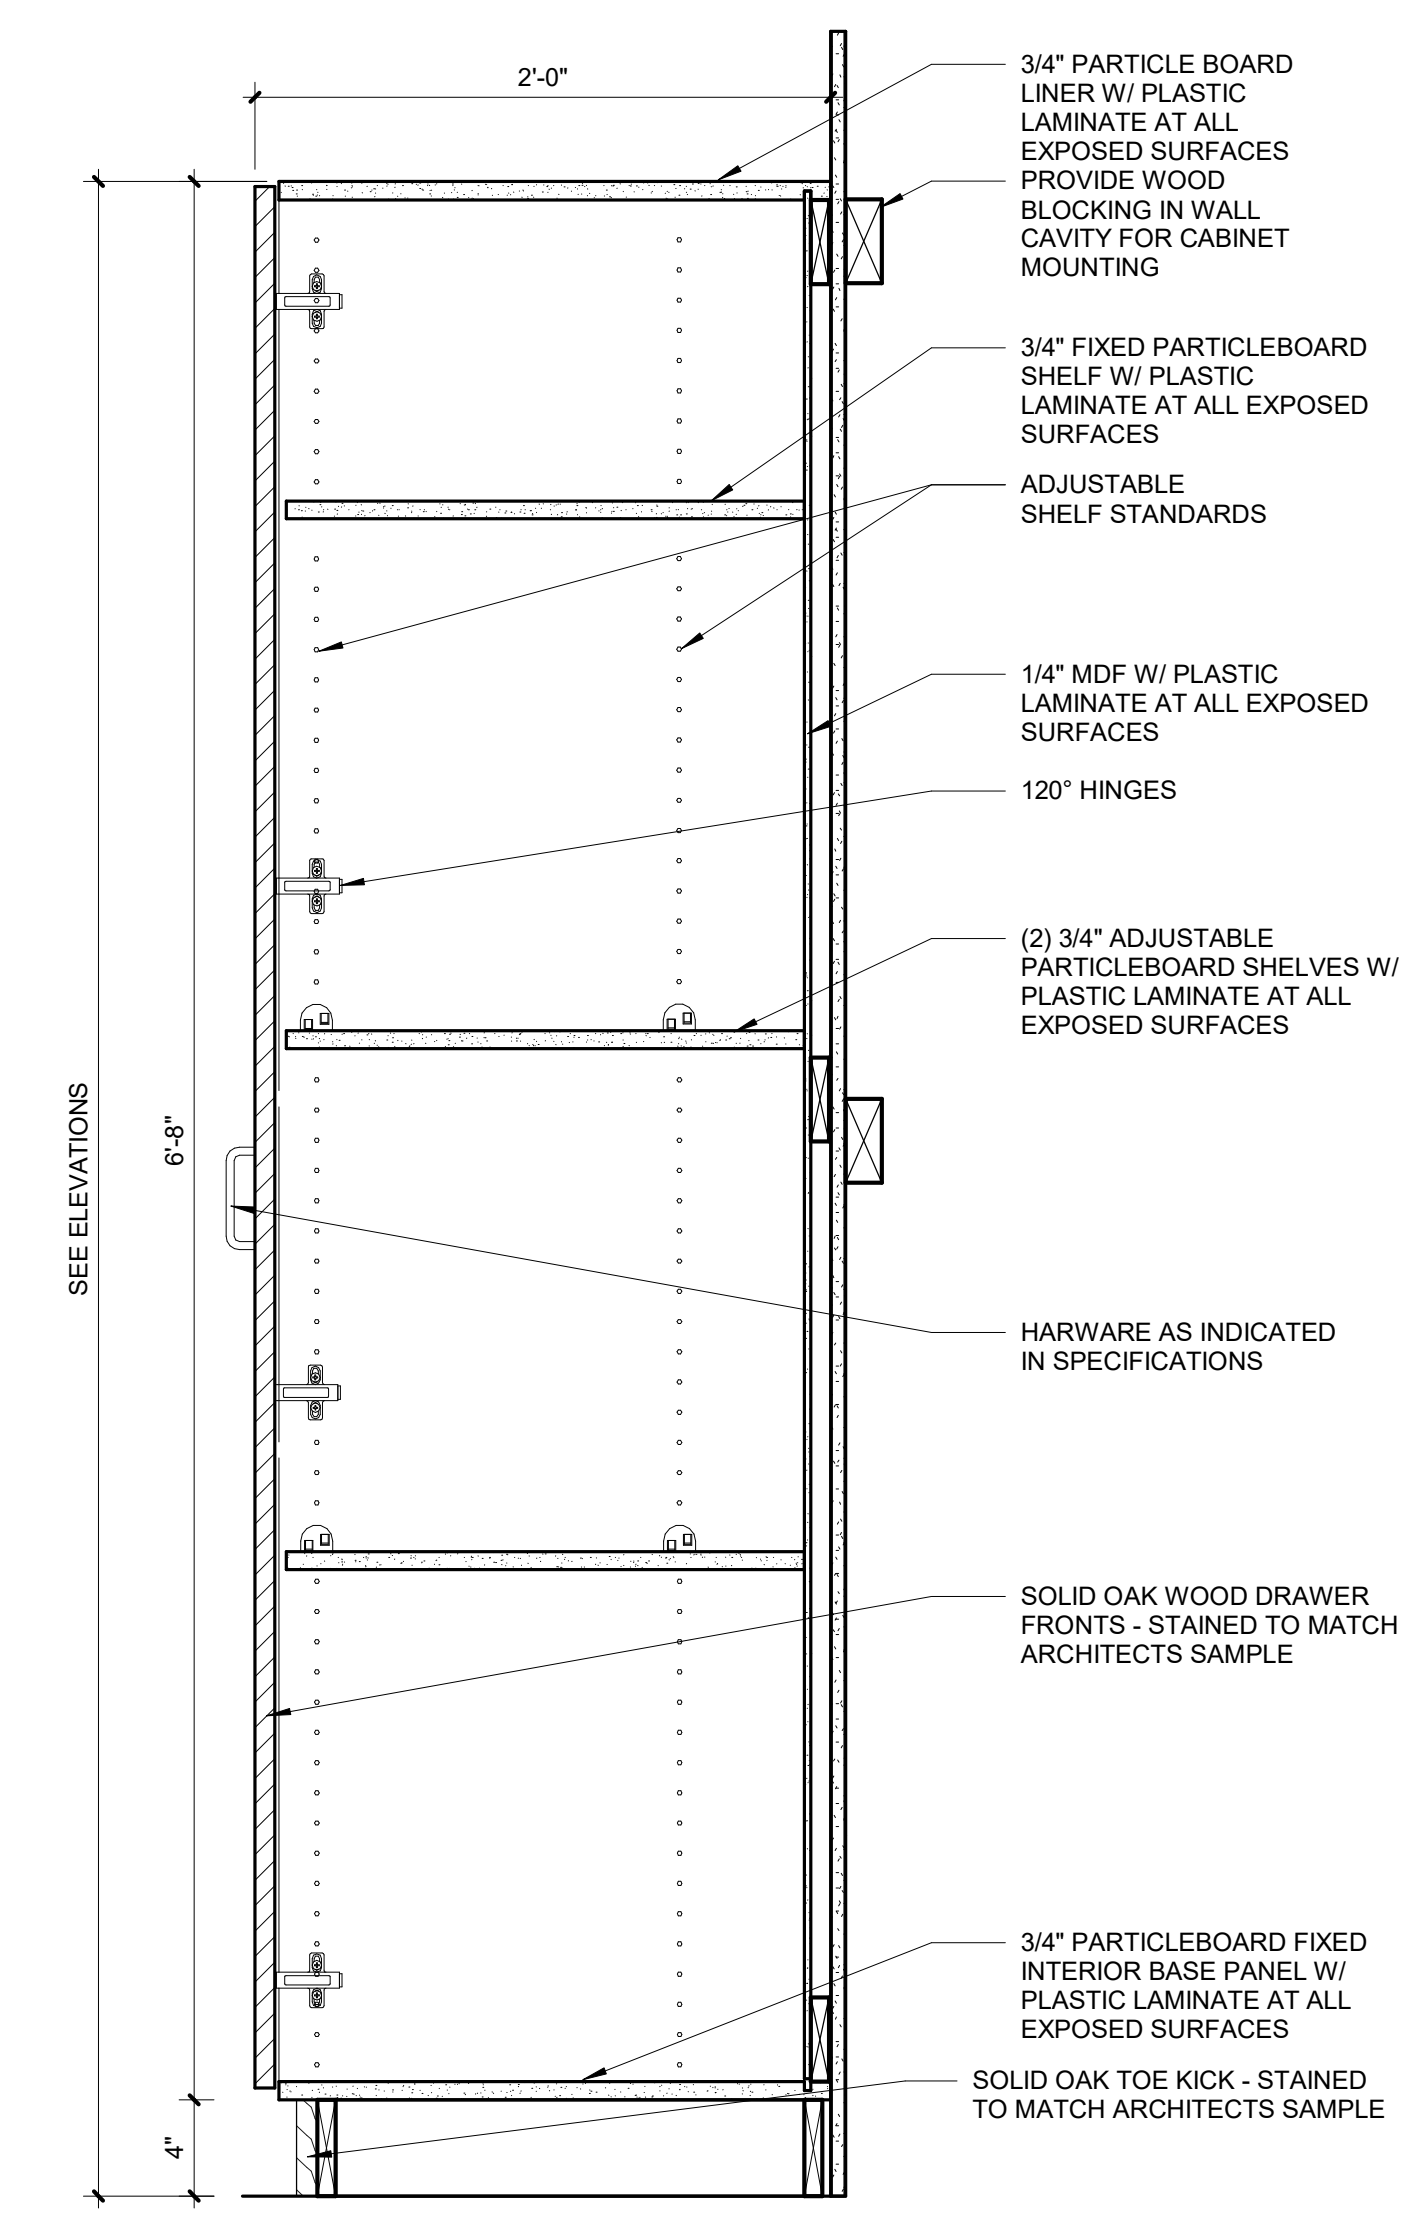 2'-0"
3/4" PARTICLE BOARD
LINER W/ PLASTIC
LAMINATE AT ALL
EXPOSED SURFACES
PROVIDE WOOD
BLOCKING IN WALL
CAVITY FOR CABINET
MOUNTING
3/4" FIXED PARTICLEBOARD
SHELF W/ PLASTIC
LAMINATE AT ALL EXPOSED
SURFACES
ADJUSTABLE
SHELF STANDARDS
1/4" MDF W/ PLASTIC
LAMINATE AT ALL EXPOSED
SURFACES
120° HINGES
(2) 3/4" ADJUSTABLE
PARTICLEBOARD SHELVES W/
PLASTIC LAMINATE AT ALL
EXPOSED SURFACES
SEE ELEVATIONS
6'-8"
HARWARE AS INDICATED
IN SPECIFICATIONS
SOLID OAK WOOD DRAWER
FRONTS - STAINED TO MATCH
ARCHITECTS SAMPLE
3/4" PARTICLEBOARD FIXED
INTERIOR BASE PANEL W/
PLASTIC LAMINATE AT ALL
EXPOSED SURFACES
SOLID OAK TOE KICK - STAINED
TO MATCH ARCHITECTS SAMPLE
4"